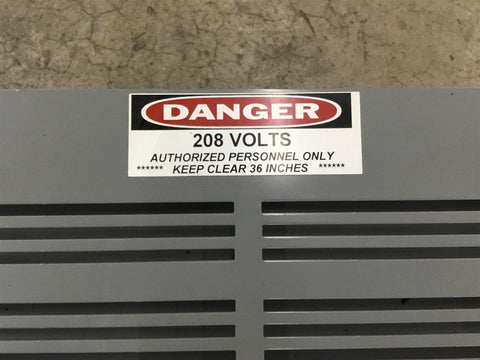 DANGER
208 VOLTS
AUTHORIZED PERSONNEL ONLY
****** KEEP CLEAR 36 INCHES ******